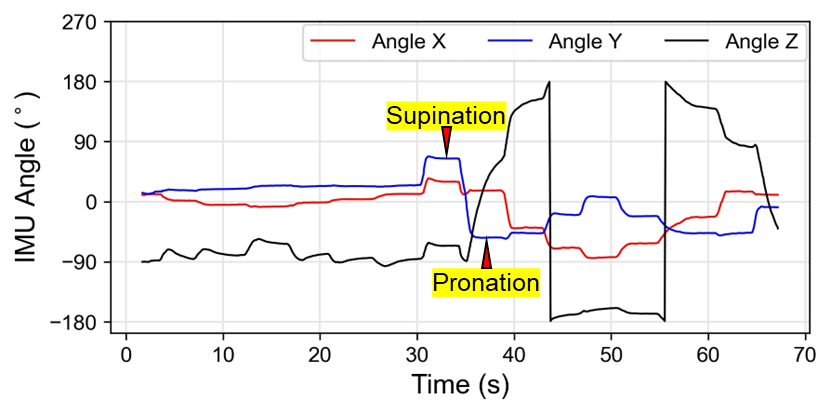 270
180
90
0
−90
−180
IMU Angle (°)
Angle X Angle Y Angle Z
Supination
Pronation
0 10 20 30 40 50 60 70
Time (s)